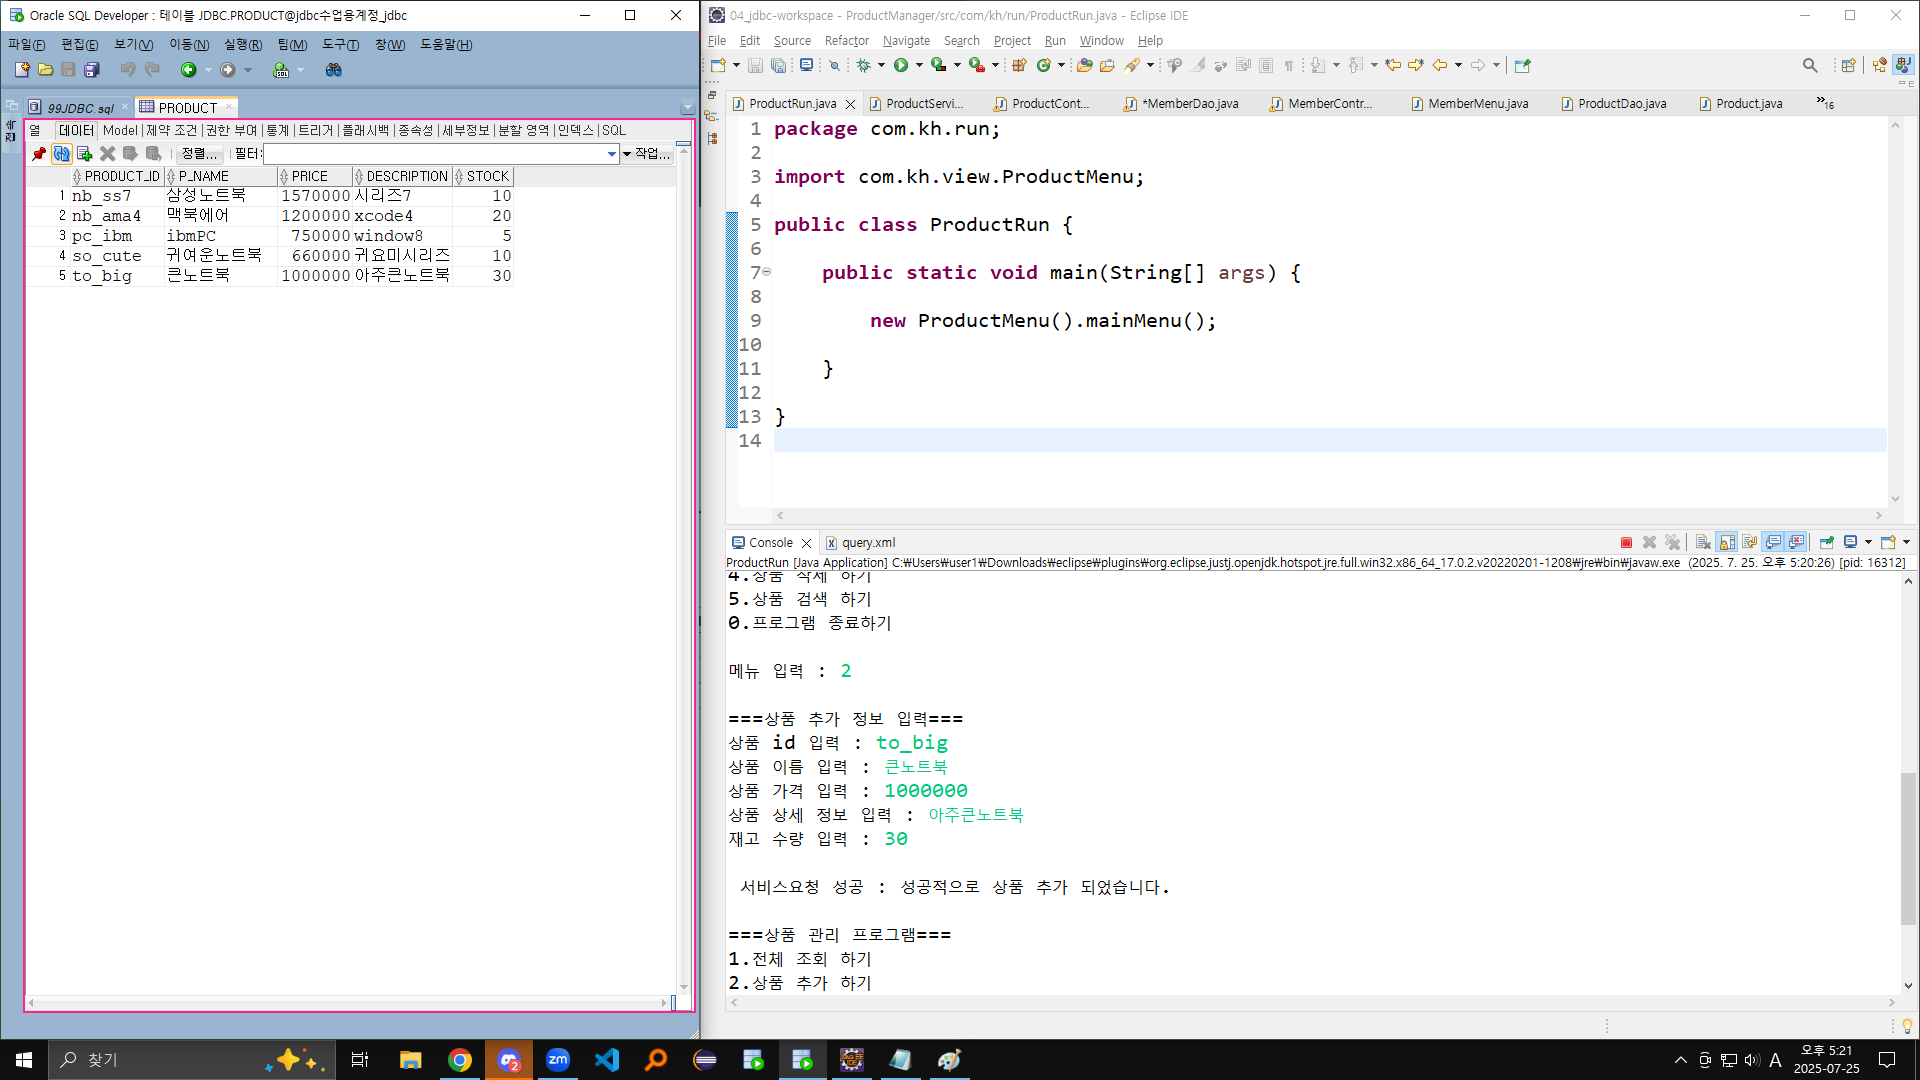 Oracle SQL Developer : 테이블 JDBC.PRODUCT@jdbc수업용계정_jdbc
파일(F) 편집(E) 보기(V) 이동(N) 실행(R) 팀(M) 도구(T) 창(W) 도움말(H)
99JDBC.sql PRODUCT
열 데이터 Model 제약 조건 권한 부여 통계 트리거 플래시백 종속성 세부정보 분할 영역 인덱스 SQL
정렬... 필터: 작업...
PRODUCT_ID P_NAME PRICE DESCRIPTION STOCK
1 nb_ss7 삼성노트북 1570000 시리즈7 10
2 nb_ama4 맥북에어 1200000 xcode4 20
3 pc_ibm ibmPC 750000 window8 5
4 so_cute 귀여운노트북 660000 귀요미시리즈 10
5 to_big 큰노트북 1000000 아주큰노트북 30
04_jdbc-workspace - ProductManager/src/com/kh/run/ProductRun.java - Eclipse IDE
File Edit Source Refactor Navigate Search Project Run Window Help
ProductRun.java ProductServi... ProductCont... *MemberDao.java MemberContr... MemberMenu.java ProductDao.java Product.java »16
1 package com.kh.run;
2
3 import com.kh.view.ProductMenu;
4
5 public class ProductRun {
6
7 public static void main(String[] args) {
8
9 new ProductMenu().mainMenu();
10
11 }
12
13 }
14
Console query.xml
ProductRun [Java Application] C:₩Users₩user1₩Downloads₩eclipse₩plugins₩org.eclipse.justj.openjdk.hotspot.jre.full.win32.x86_64_17.0.2.v20220201-1208₩jre₩bin₩javaw.exe (2025. 7. 25. 오후 5:20:26) [pid: 16312]
4.상품 삭제 하기
5.상품 검색 하기
0.프로그램 종료하기
메뉴 입력 : 2
===상품 추가 정보 입력===
상품 id 입력 : to_big
상품 이름 입력 : 큰노트북
상품 가격 입력 : 1000000
상품 상세 정보 입력 : 아주큰노트북
재고 수량 입력 : 30
서비스요청 성공 : 성공적으로 상품 추가 되었습니다.
===상품 관리 프로그램===
1.전체 조회 하기
2.상품 추가 하기
찾기
zm
2
A
오후 5:21
2025-07-25